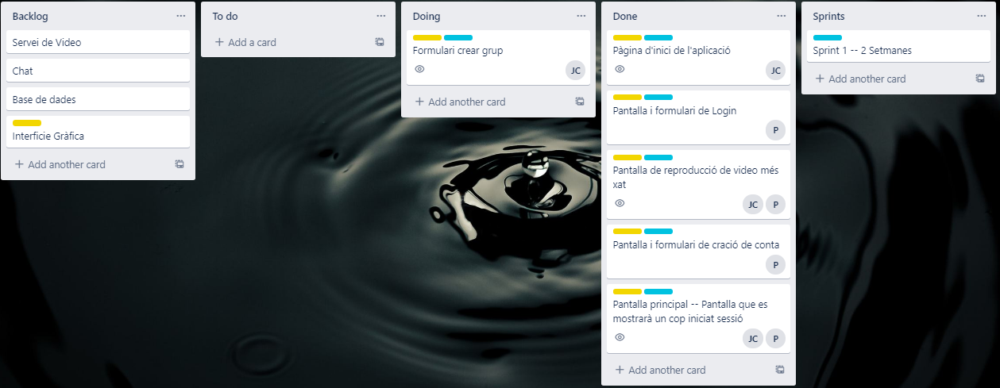 Backlog
Servei de Video
Chat
Base de dades
Interfície Gràfica
+ Add another card
To do
+ Add a card
Doing
Formulari crear grup
JC
+ Add another card
Done
Pàgina d'inici de l'aplicació
JC
Pantalla i formulari de Login
P
Pantalla de reproducció de video més
xat
JC P
Pantalla i formulari de cració de conta
P
Pantalla principal -- Pantalla que es
mostrarà un cop iniciat sessió
JC P
+ Add another card
Sprints
Sprint 1 -- 2 Setmanes
+ Add another card